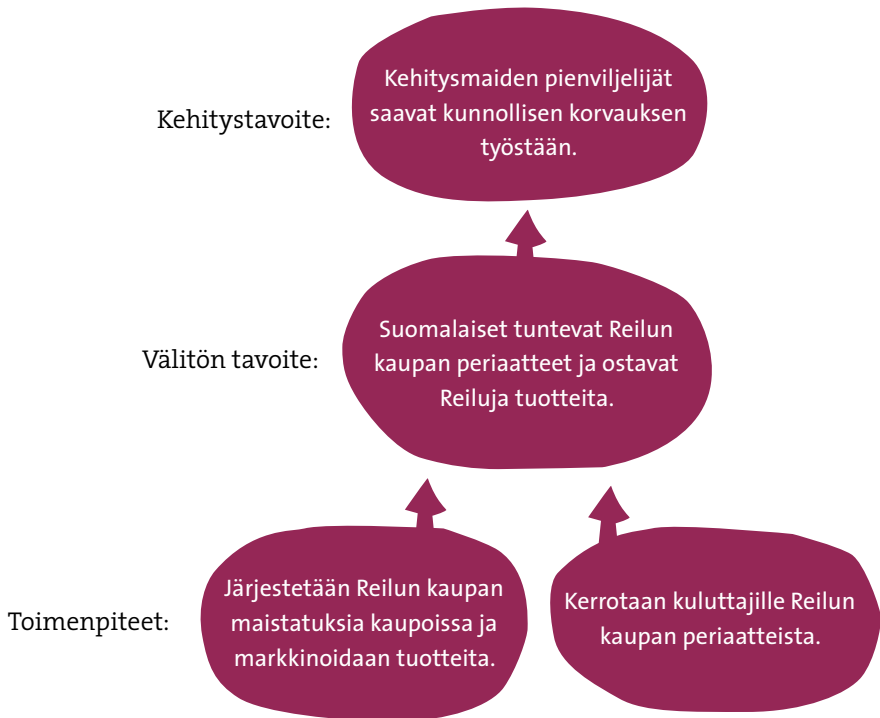 Kehitystavoite:
Kehitysmaiden pienviljelijät
saavat kunnollisen korvauksen
työstään.
Välitön tavoite:
Suomalaiset tuntevat Reilun
kaupan periaatteet ja ostavat
Reiluja tuotteita.
Toimenpiteet:
Järjestetään Reilun kaupan
maistatuksia kaupoissa ja
markkinoidaan tuotteita.
Kerrotaan kuluttajille Reilun
kaupan periaatteista.